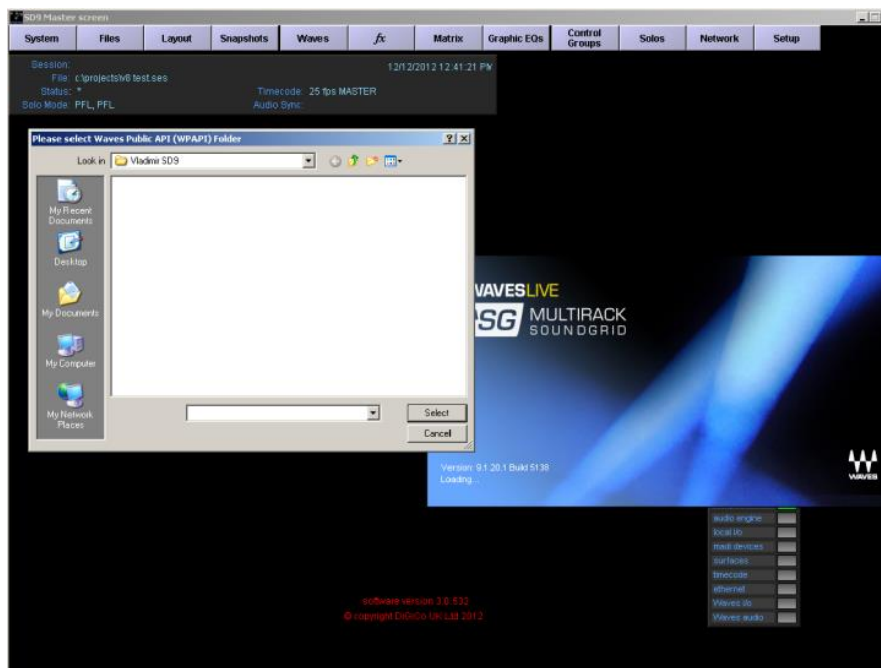 SD9 Master screen
System Files Layout Snapshots Waves fx Matrix Graphic EQs Control Groups Solos Network Setup
Session: 12/12/2012 12:41:21 PM
File: c:\projects\v8 test.ses
Status: * Timecode: 25 fps MASTER
Solo Mode: PFL, PFL Audio Sync:
Please select Waves Public API (WPAPI) Folder
Look in Vladimir SD9
My Recent Documents
Desktop
My Documents
My Computer
My Network Places
Select
Cancel
WAVESLIVE
SG MULTIRACK SOUNDGRID
Version: 9.1.20.1 Build 5138
Loading...
WAVES
audio engine
local i/o
madi devices
surfaces
timecode
ethernet
Waves i/o
Waves audio
software version 3.0.532
© copyright DiGiCo UK Ltd 2012